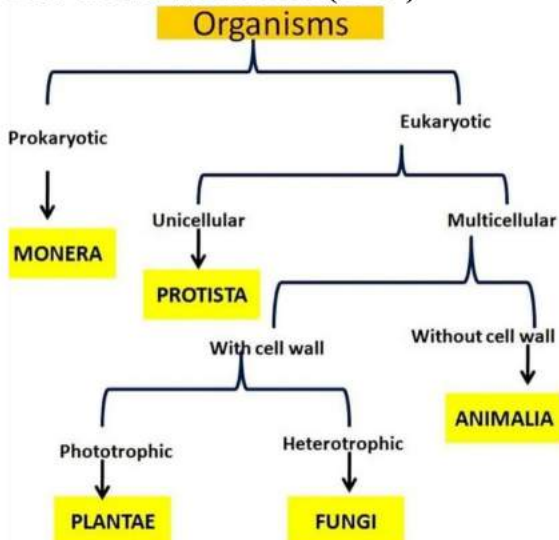 Organisms
Prokaryotic
Eukaryotic
Unicellular
Multicellular
MONERA
PROTISTA
With cell wall
Without cell wall
ANIMALIA
Phototrophic
Heterotrophic
PLANTAE
FUNGI